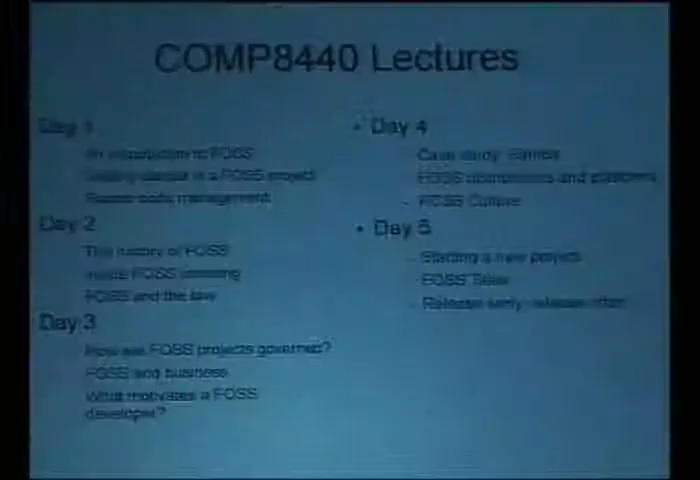 COMP8440 Lectures
Day 1
An introduction to FOSS
Getting started in a FOSS project
Source code management
Day 2
The history of FOSS
Inside FOSS licensing
FOSS and the law
Day 3
How are FOSS projects governed?
FOSS and business
What motivates a FOSS
developer?
Day 4
Case study: Samba
FOSS distributions and platforms
FOSS Culture
Day 5
Starting a new project
FOSS
Release early, release often